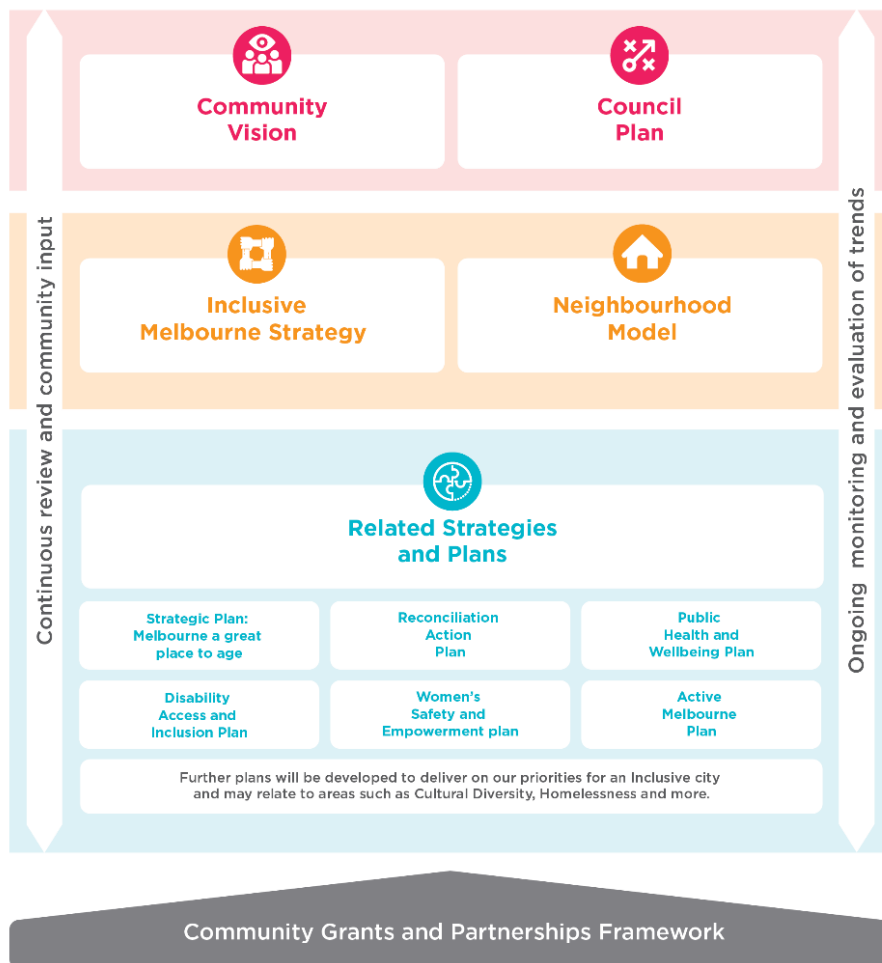 Community
Vision
Council
Plan
Continuous review and community input
Ongoing monitoring and evaluation of trends
Inclusive
Melbourne Strategy
Neighbourhood
Model
Related Strategies
and Plans
Strategic Plan:
Melbourne a great
place to age
Reconciliation
Action
Plan
Public
Health and
Wellbeing Plan
Disability
Access and
Inclusion Plan
Women's
Safety and
Empowerment plan
Active
Melbourne
Plan
Further plans will be developed to deliver on our priorities for an Inclusive city
and may relate to areas such as Cultural Diversity, Homelessness and more.
Community Grants and Partnerships Framework